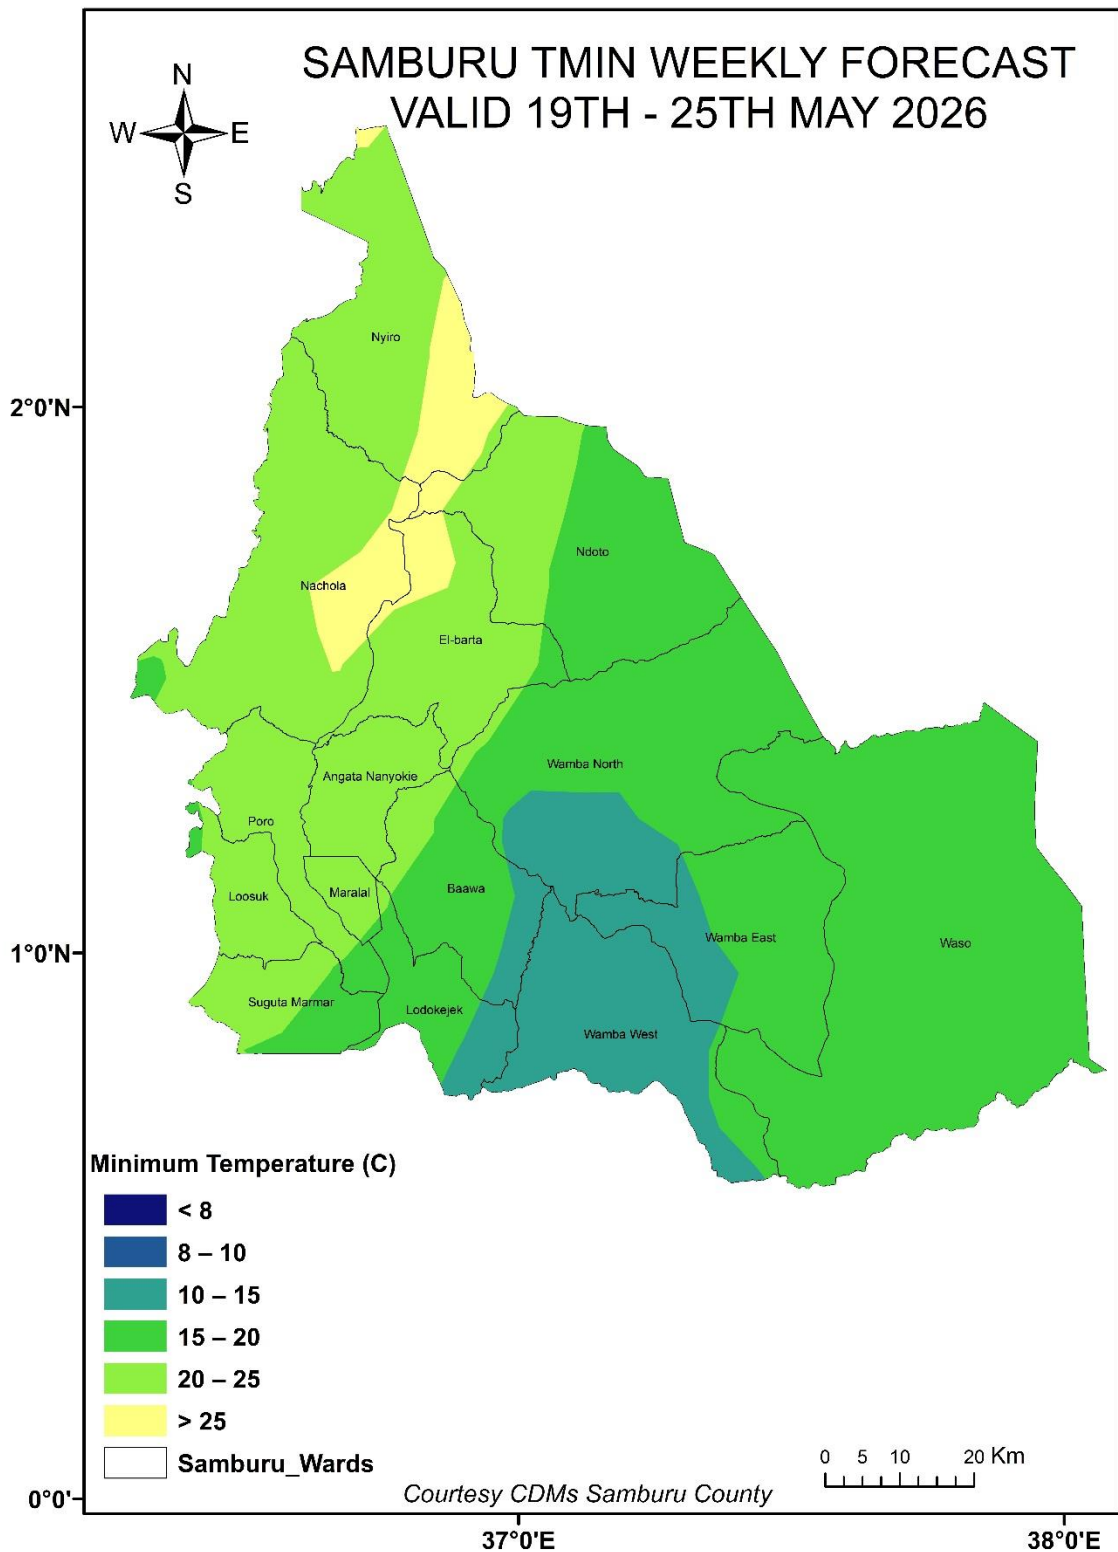 SAMBURU TMIN WEEKLY FORECAST
VALID 19TH - 25TH MAY 2026
N
W E
S
Nyiro
2°0'N
Ndoto
Nachola
El-barta
Wamba North
Angata Nanyokie
Poro
Baawa
Maralal
Loosuk
Wamba East
Waso
1°0'N
Suguta Marmar
Lodokejek
Wamba West
Minimum Temperature (C)
< 8
8 – 10
10 – 15
15 – 20
20 – 25
> 25
Samburu_Wards
0 5 10 20 Km
Courtesy CDMs Samburu County
0°0'
37°0'E 38°0'E